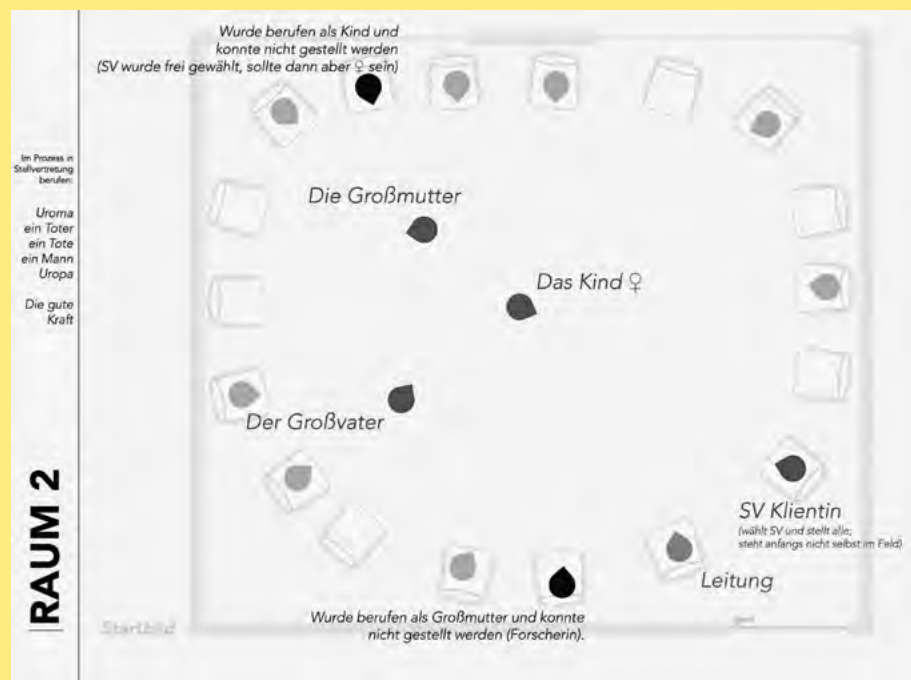 Wurde berufen als Kind und
konnte nicht gestellt werden
(SV wurde frei gewählt, sollte dann aber ♀ sein)
Im Prozess in
Stellvertretung
berufen:
Uroma
ein Toter
ein Tote
ein Mann
Uropa
Die gute
Kraft
Die Großmutter
Das Kind ♀
Der Großvater
SV Klientin
(wählt SV und stellt alle;
steht anfangs nicht selbst im Feld)
Leitung
Wurde berufen als Großmutter und konnte
nicht gestellt werden (Forscherin).
Startbild
RAUM 2